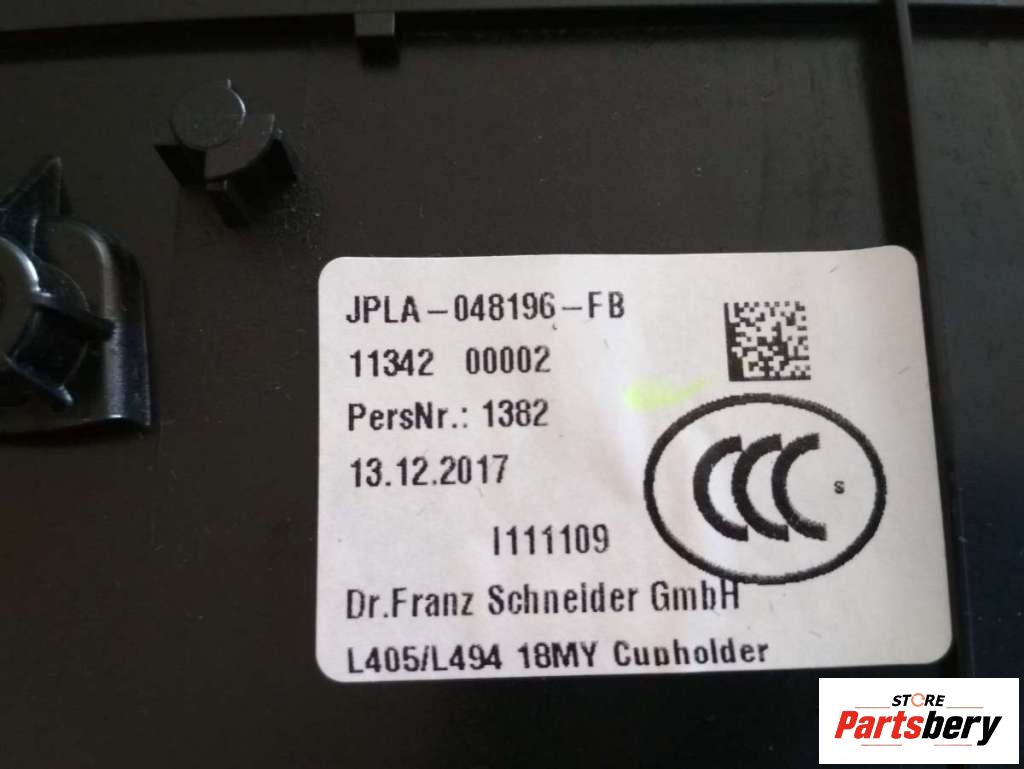 JPLA-048196-FB
11342 00002
PersNr.: 1382
13.12.2017
CCC S
I111109
Dr.Franz Schneider GmbH
L405/L494 18MY Cupholder
STORE
Partsbery